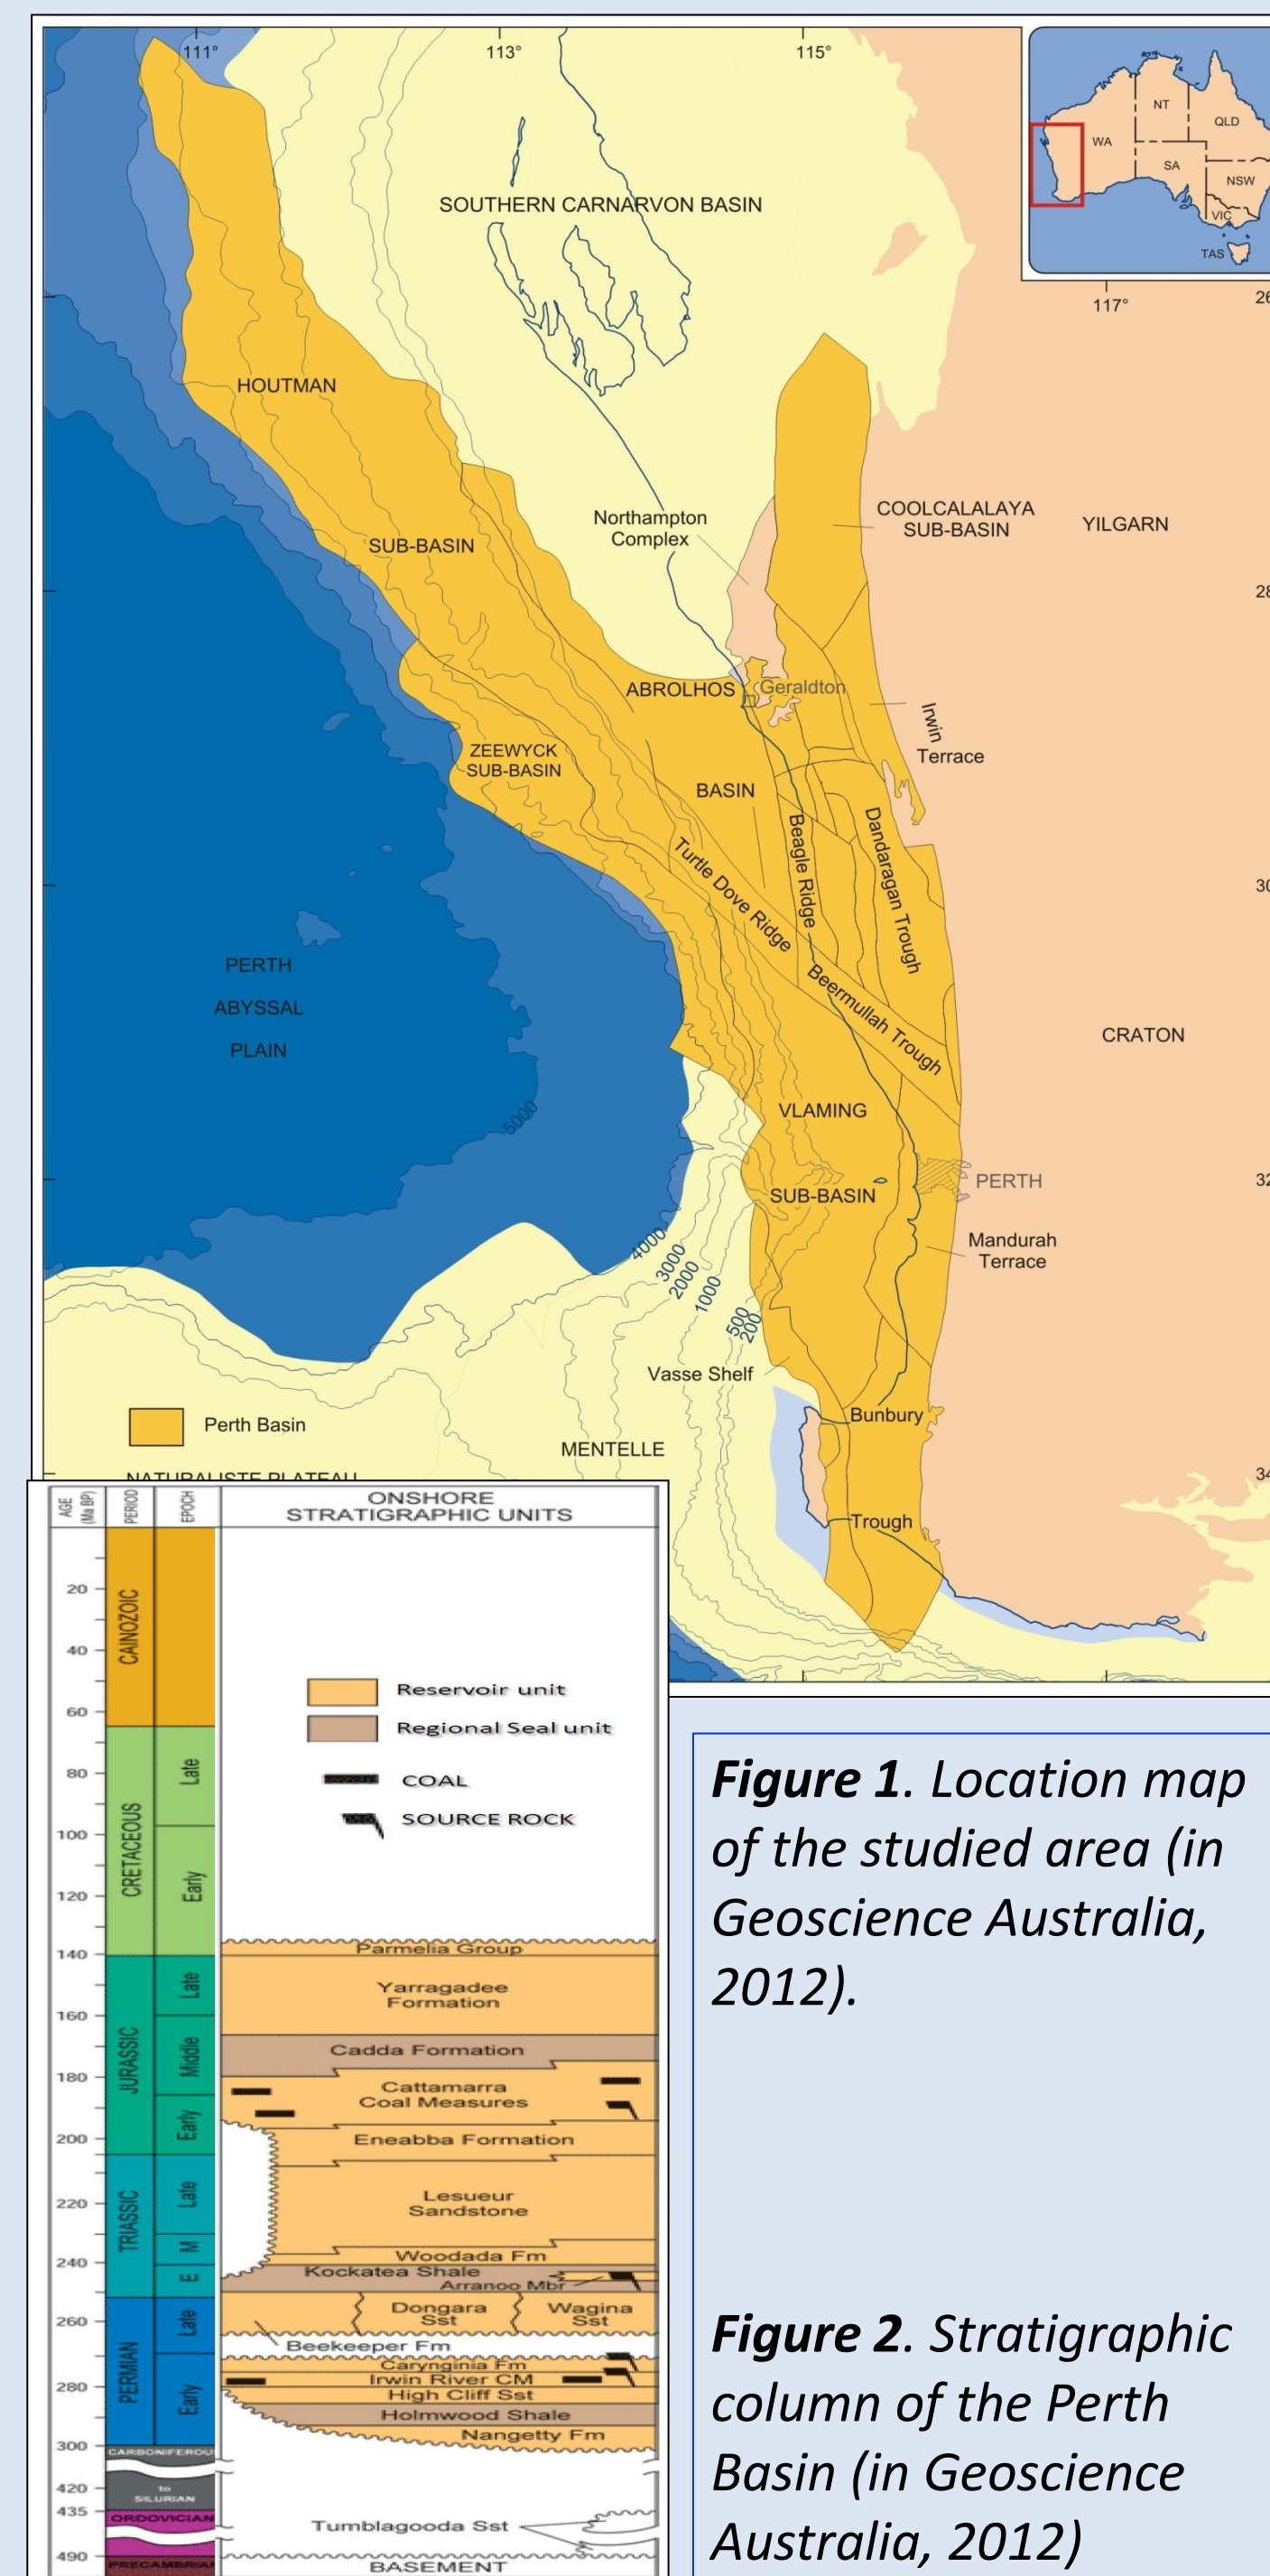 111°
113°
115°
NT
QLD
WA
SA
NSW
VIC
TAS
117°
SOUTHERN CARNARVON BASIN
HOUTMAN
SUB-BASIN
Northampton
Complex
COOLCALALAYA
SUB-BASIN
YILGARN
28
ABROLHOS
Geraldton
Irwin
Terrace
ZEEWYCK
SUB-BASIN
BASIN
Turtle Dove Ridge
Beagle Ridge
Dandaragan Trough
Beermullah Trough
30
PERTH
ABYSSAL
PLAIN
CRATON
5000
VLAMING
SUB-BASIN
PERTH
32
Mandurah
Terrace
4000
3000
2000
1000
500
200
Vasse Shelf
Bunbury
Perth Basin
MENTELLE
NATURALISTE PLATEAU
34
Trough
AGE
(Ma BP)
PERIOD
EPOCH
ONSHORE
STRATIGRAPHIC UNITS
20
40
60
80
100
120
140
160
180
200
220
240
260
280
300
420
435
490
CAINOZOIC
CRETACEOUS
JURASSIC
TRIASSIC
PERMIAN
CARBONIFEROU
to
SILURIAN
ORDOVICIAN
PRECAMBRIAN
Late
Early
Late
Middle
Early
Late
M
E
Late
Early
Reservoir unit
Regional Seal unit
COAL
SOURCE ROCK
Parmelia Group
Yarragadee
Formation
Cadda Formation
Cattamarra
Coal Measures
Eneabba Formation
Lesueur
Sandstone
Woodada Fm
Kockatea Shale
Arranoo Mbr
Dongara
Sst
Wagina
Sst
Beekeeper Fm
Carynginia Fm
Irwin River CM
High Cliff Sst
Holmwood Shale
Nangetty Fm
Tumblagooda Sst
BASEMENT
Figure 1. Location map
of the studied area (in
Geoscience Australia,
2012).
Figure 2. Stratigraphic
column of the Perth
Basin (in Geoscience
Australia, 2012)